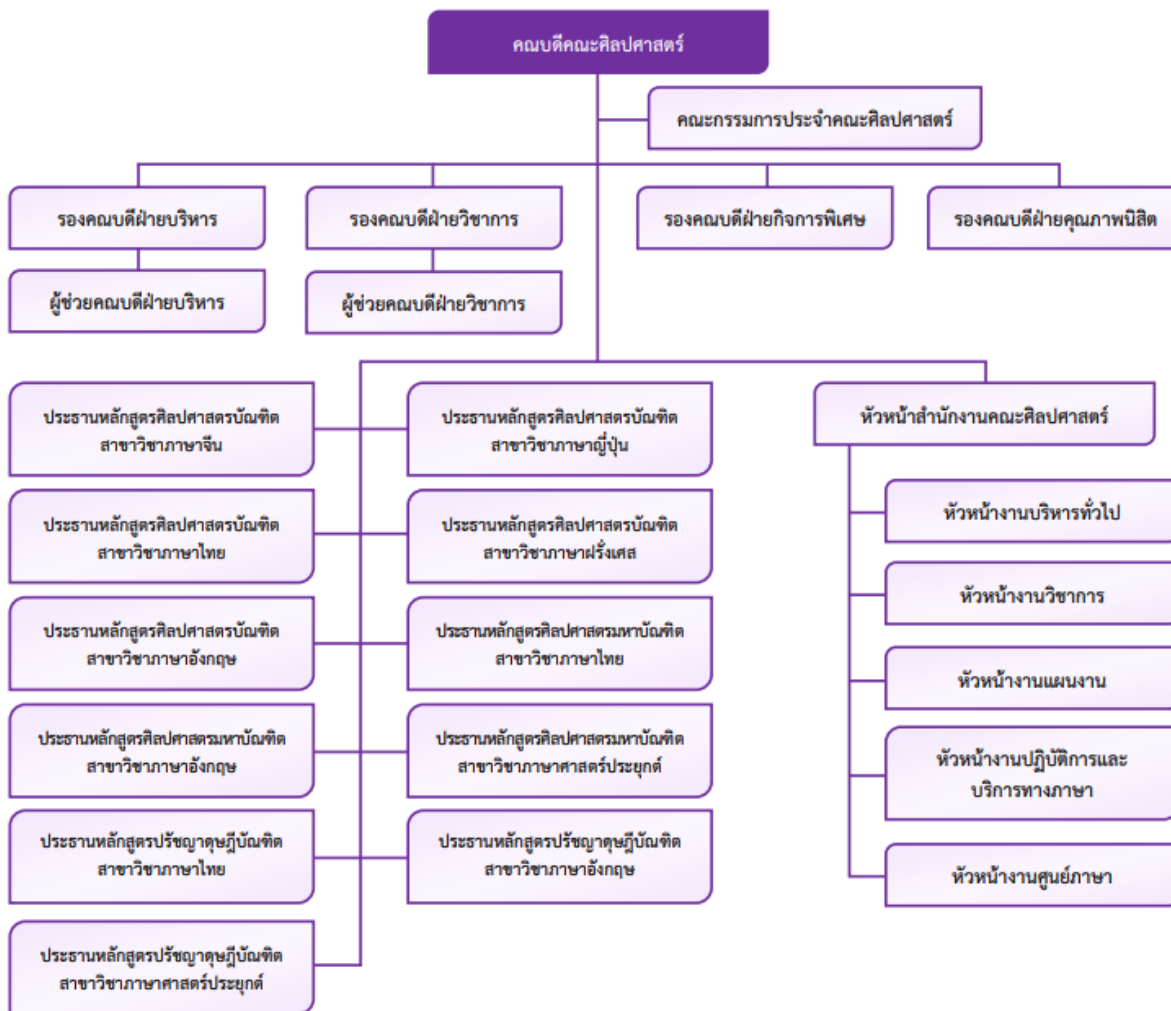 คณบดีคณะศิลปศาสตร์
คณะกรรมการประจำคณะศิลปศาสตร์
รองคณบดีฝ่ายบริหาร
รองคณบดีฝ่ายวิชาการ
รองคณบดีฝ่ายกิจการพิเศษ
รองคณบดีฝ่ายคุณภาพนิสิต
ผู้ช่วยคณบดีฝ่ายบริหาร
ผู้ช่วยคณบดีฝ่ายวิชาการ
ประธานหลักสูตรศิลปศาสตรบัณฑิต
สาขาวิชาภาษาจีน
ประธานหลักสูตรศิลปศาสตรบัณฑิต
สาขาวิชาภาษาญี่ปุ่น
ประธานหลักสูตรศิลปศาสตรบัณฑิต
สาขาวิชาภาษาไทย
ประธานหลักสูตรศิลปศาสตรบัณฑิต
สาขาวิชาภาษาฝรั่งเศส
ประธานหลักสูตรศิลปศาสตรบัณฑิต
สาขาวิชาภาษาอังกฤษ
ประธานหลักสูตรศิลปศาสตรมหาบัณฑิต
สาขาวิชาภาษาไทย
ประธานหลักสูตรศิลปศาสตรมหาบัณฑิต
สาขาวิชาภาษาอังกฤษ
ประธานหลักสูตรศิลปศาสตรมหาบัณฑิต
สาขาวิชาภาษาศาสตร์ประยุกต์
ประธานหลักสูตรปรัชญาดุษฎีบัณฑิต
สาขาวิชาภาษาไทย
ประธานหลักสูตรปรัชญาดุษฎีบัณฑิต
สาขาวิชาภาษาอังกฤษ
ประธานหลักสูตรปรัชญาดุษฎีบัณฑิต
สาขาวิชาภาษาศาสตร์ประยุกต์
หัวหน้าสำนักงานคณะศิลปศาสตร์
หัวหน้างานบริหารทั่วไป
หัวหน้างานวิชาการ
หัวหน้างานแผนงาน
หัวหน้างานปฏิบัติการและ
บริการทางภาษา
หัวหน้างานศูนย์ภาษา